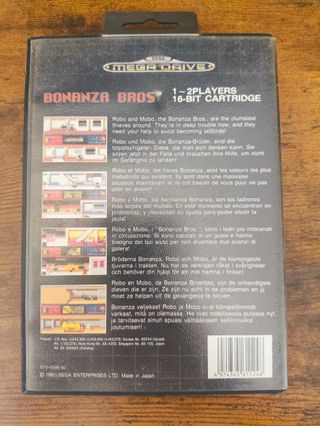 SEGA
MEGA DRIVE
BONANZA BROS.
1~2PLAYERS
16-BIT CARTRIDGE
Robo and Mobo, the Bonanza Bros., are the clumsiest
thieves around. They're in deep trouble now, and they
need your help to avoid becoming jailbirds!
Robo und Mobo, die Bonanza-Brüder, sind die
tolpatschigsten Diebe, die man sich denken kann. Sie
sitzen jetzt in der Falle und brauchen Ihre Hilfe, um nicht
im Gefängnis zu landen!
Robo et Mobo, les frères Bonanza, sont les voleurs les plus
maladroits qui existent, ils sont dans une mauvaise
situation maintenant et ils ont besoin de vous pour ne pas
aller en prison!
Robo y Mobo, los hermanos Bonanza, son los ladrones
más torpes del mundo. En este momento se encuentran en
problemas, y ¡necesitan su ayuda para poder eludir la
jaula!
Robo e Mobo, i "Bonanza Bros.", sono i ladri più imbranati
in circolazione. Si sono cacciati in un guaio e hanno
bisogno del tuo aiuto per non diventare due avanzi di
galera!
Bröderna Bonanza, Robo och Mobo, är de klumpigaste
tjuvarna i trakten. Nu har de verkligen råkat i svårigheter
och behöver din hjälp för att inte hamna i finkan!
Robo en Mobo, de Bonanza Broertjes, zijn de onhandigste
dieven die er zijn. Ze zijn nu echt in de problemen en jij
moet ze helpen uit de gevangenis te blijven.
Bonanza veljekset Robo ja Mobo ovat kömpelöimmät
varkaat, mitä on olemassa. He ovat todellisessa pulassa nyt
ja tarvitsevat sinun apuasi välttääkseen vankilaan
joutumisen!
670-1596-50
© 1991 SEGA ENTERPRISES LTD. Made in Japan
4 974365 611248